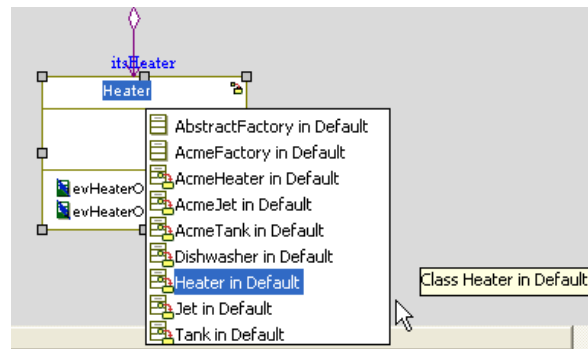 itsHeater
Heater
AbstractFactory in Default
AcmeFactory in Default
AcmeHeater in Default
AcmeJet in Default
evHeaterO
evHeaterO
AcmeTank in Default
Dishwasher in Default
Heater in Default
Class Heater in Default
Jet in Default
Tank in Default